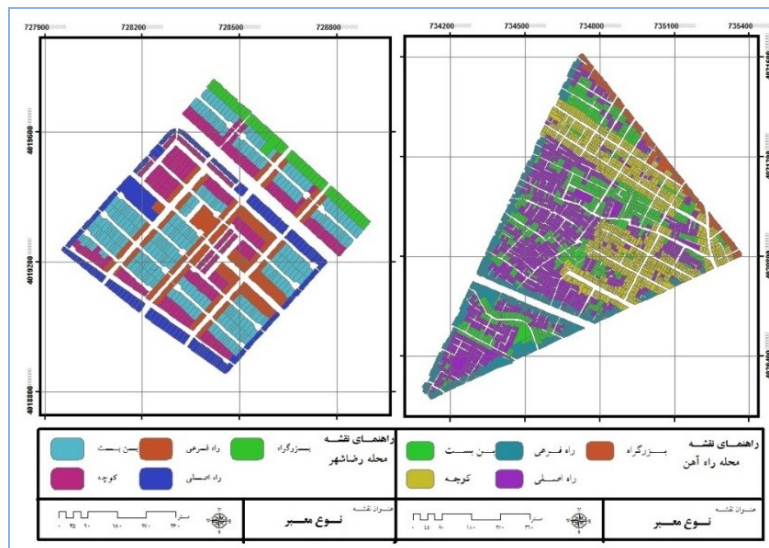 727900 728200 728500 728800
4019600
4019200
4018800
734200 734500 734800 735100 735400
راهنمای نقشه
محله رضاشهر
بزرگراه
راه فرعی
بن بست
راه اصلی
کوچه
عنوان نقشه
نوع معبر
متر
راهنمای نقشه
محله راه آهن
بزرگراه
راه فرعی
بن بست
راه اصلی
کوچه
عنوان نقشه
نوع معبر
متر